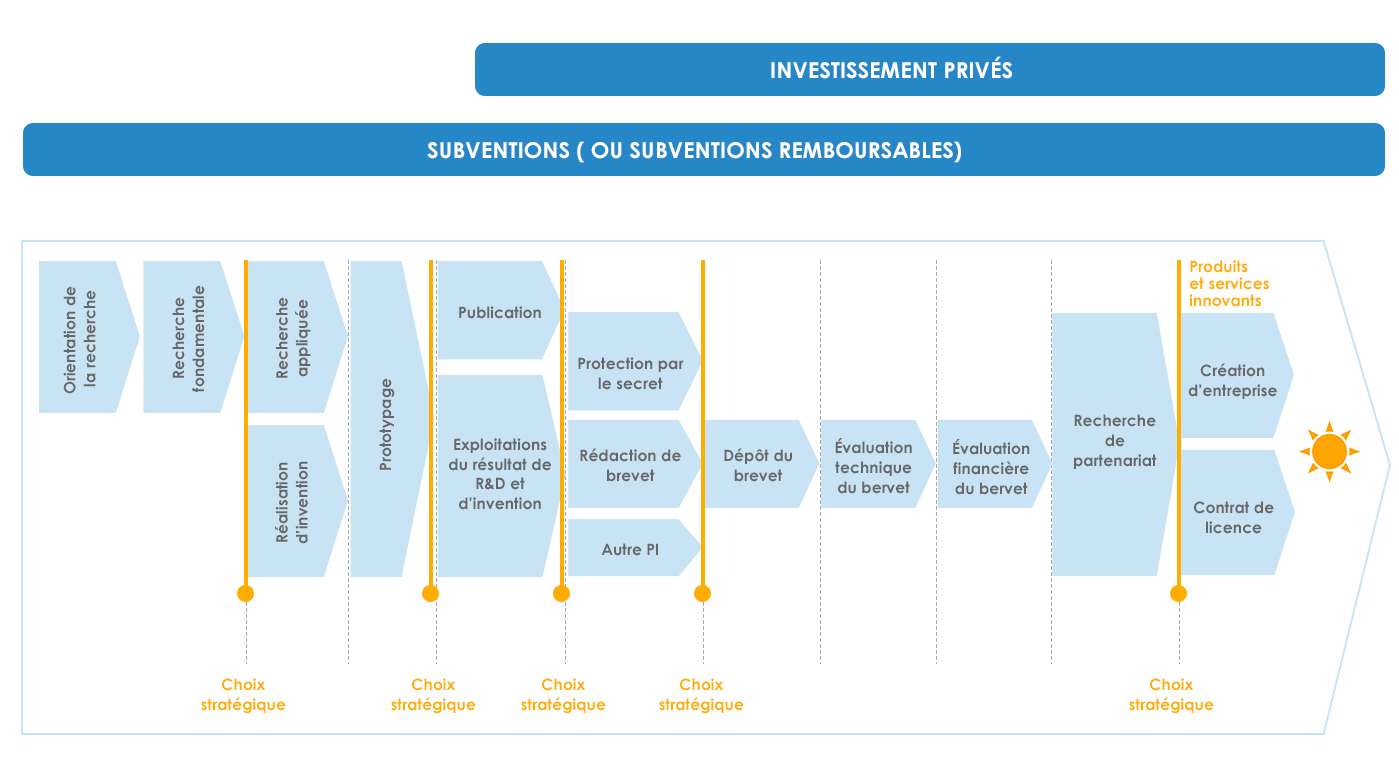 INVESTISSEMENT PRIVÉS
SUBVENTIONS ( OU SUBVENTIONS REMBOURSABLES)
Orientation de
la recherche
Recherche
fondamentale
Recherche
appliquée
Réalisation
d'invention
Prototypage
Publication
Exploitations
du résultat de
R&D et
d'invention
Protection par
le secret
Rédaction de
brevet
Autre PI
Dépôt du
brevet
Évaluation
technique
du bervet
Évaluation
financière
du bervet
Recherche
de
partenariat
Produits
et services
innovants
Création
d'entreprise
Contrat de
licence
Choix
stratégique
Choix
stratégique
Choix
stratégique
Choix
stratégique
Choix
stratégique